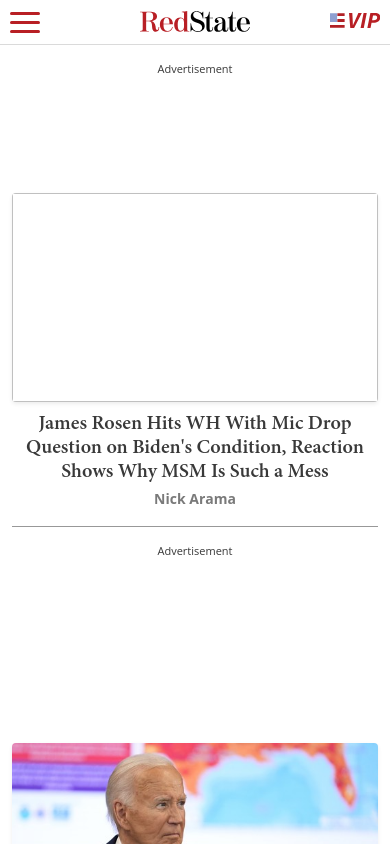 RedState
VIP
Advertisement
James Rosen Hits WH With Mic Drop
Question on Biden's Condition, Reaction
Shows Why MSM Is Such a Mess
Nick Arama
Advertisement